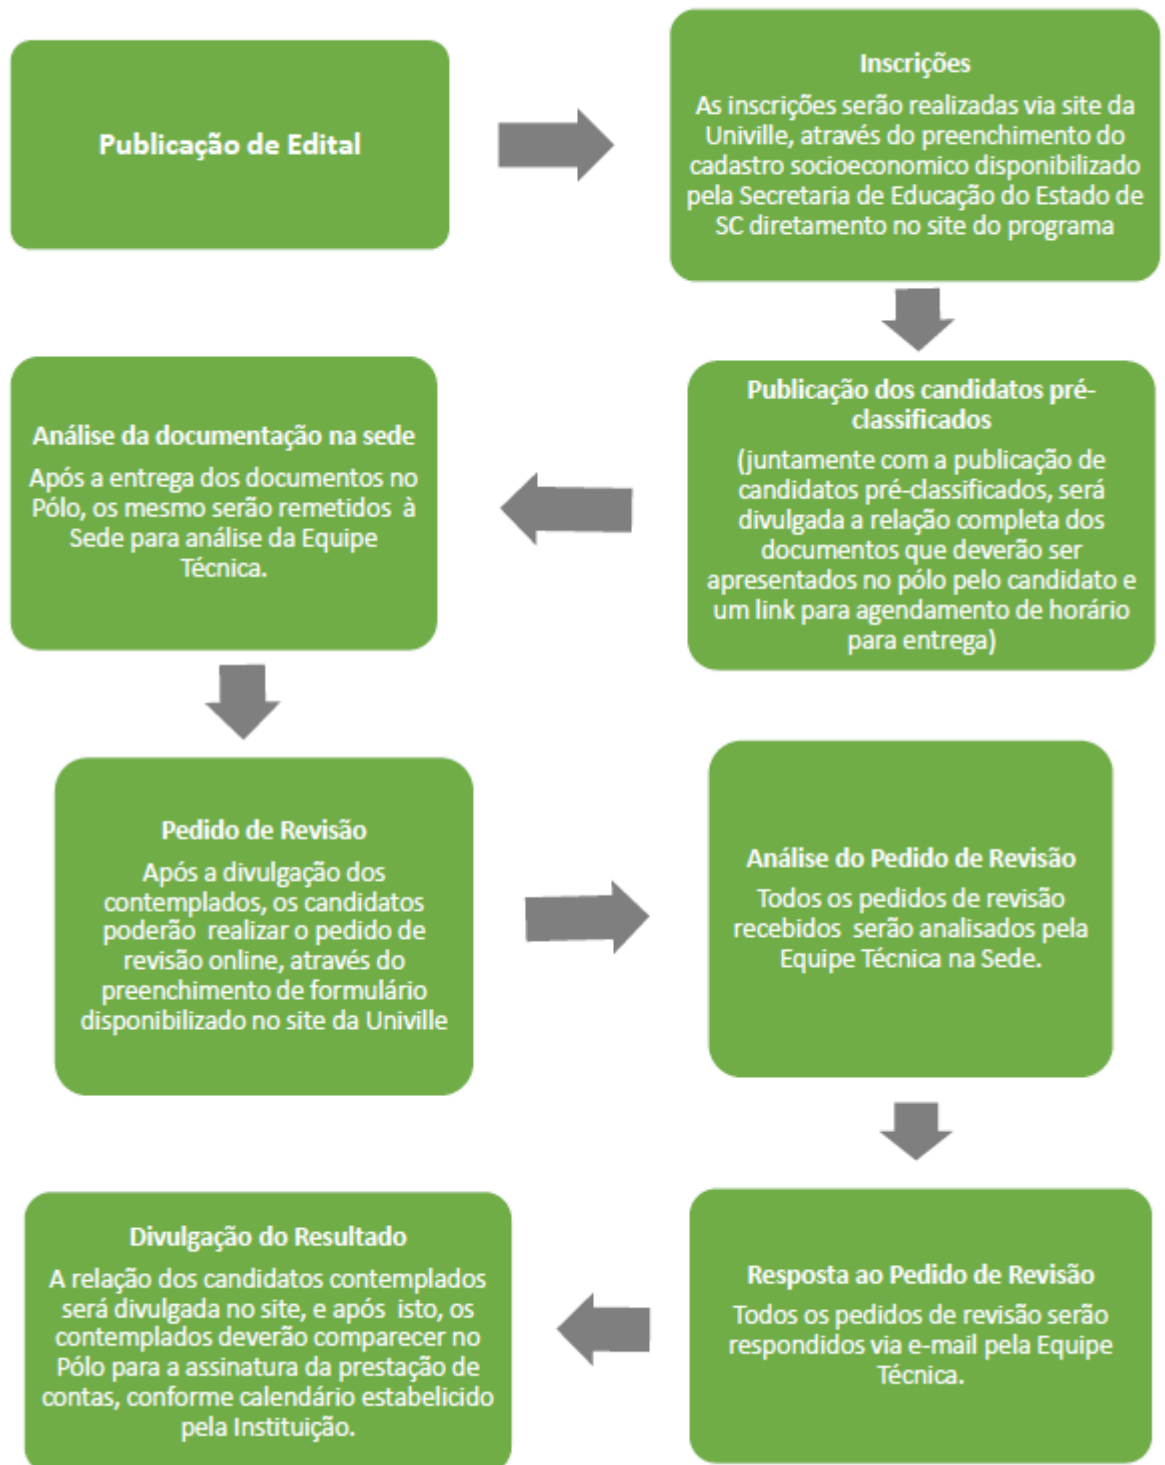 Publicação de Edital
Inscrições
As inscrições serão realizadas via site da
Univille, através do preenchimento do
cadastro socioeconomico disponibilizado
pela Secretaria de Educação do Estado de
SC diretamento no site do programa
Publicação dos candidatos pré-
classificados
(juntamente com a publicação de
candidatos pré-classificados, será
divulgada a relação completa dos
documentos que deverão ser
apresentados no pólo pelo candidato e
um link para agendamento de horário
para entrega)
Análise da documentação na sede
Após a entrega dos documentos no
Pólo, os mesmo serão remetidos à
Sede para análise da Equipe
Técnica.
Pedido de Revisão
Após a divulgação dos
contemplados, os candidatos
poderão realizar o pedido de
revisão online, através do
preenchimento de formulário
disponibilizado no site da Univille
Análise do Pedido de Revisão
Todos os pedidos de revisão
recebidos serão analisados pela
Equipe Técnica na Sede.
Resposta ao Pedido de Revisão
Todos os pedidos de revisão serão
respondidos via e-mail pela Equipe
Técnica.
Divulgação do Resultado
A relação dos candidatos contemplados
será divulgada no site, e após isto, os
contemplados deverão comparecer no
Pólo para a assinatura da prestação de
contas, conforme calendário estabelicido
pela Instituição.